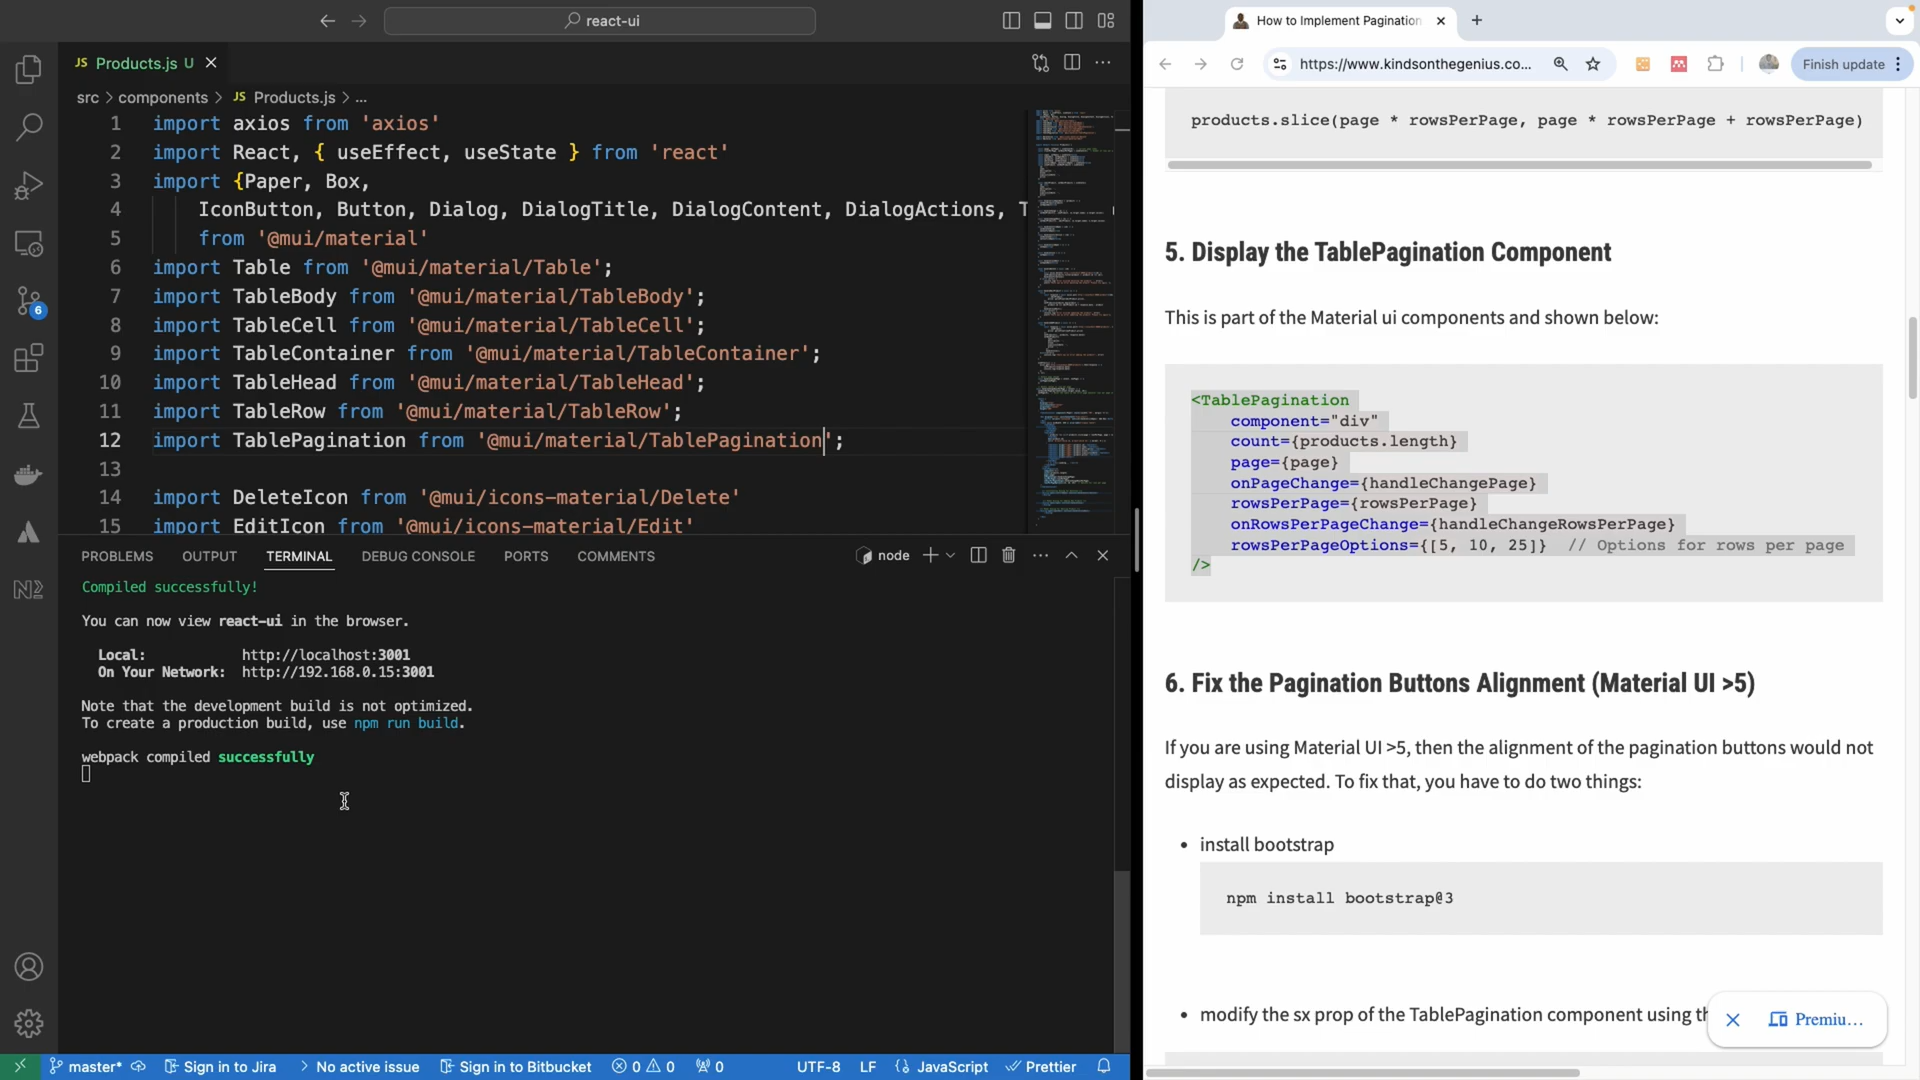 react-ui
JS Products.js U
src > components > JS Products.js > ...
1 import axios from 'axios'
2 import React, { useEffect, useState } from 'react'
3 import {Paper, Box,
4 IconButton, Button, Dialog, DialogTitle, DialogContent, DialogActions, T
5 from '@mui/material'
6 import Table from '@mui/material/Table';
7 import TableBody from '@mui/material/TableBody';
8 import TableCell from '@mui/material/TableCell';
9 import TableContainer from '@mui/material/TableContainer';
10 import TableHead from '@mui/material/TableHead';
11 import TableRow from '@mui/material/TableRow';
12 import TablePagination from '@mui/material/TablePagination';
13
14 import DeleteIcon from '@mui/icons-material/Delete'
15 import EditIcon from '@mui/icons-material/Edit'
6
PROBLEMS OUTPUT TERMINAL DEBUG CONSOLE PORTS COMMENTS node
Compiled successfully!
You can now view react-ui in the browser.
Local: http://localhost:3001
On Your Network: http://192.168.0.15:3001
Note that the development build is not optimized.
To create a production build, use npm run build.
webpack compiled successfully
master* Sign in to Jira > No active issue Sign in to Bitbucket 0 0 0 UTF-8 LF JavaScript Prettier
How to Implement Pagination
https://www.kindsonthegenius.co...
Finish update
products.slice(page * rowsPerPage, page * rowsPerPage + rowsPerPage)
5. Display the TablePagination Component
This is part of the Material ui components and shown below:
<TablePagination
component="div"
count={products.length}
page={page}
onPageChange={handleChangePage}
rowsPerPage={rowsPerPage}
onRowsPerPageChange={handleChangeRowsPerPage}
rowsPerPageOptions={[5, 10, 25]} // Options for rows per page
/>
6. Fix the Pagination Buttons Alignment (Material UI >5)
If you are using Material UI >5, then the alignment of the pagination buttons would not
display as expected. To fix that, you have to do two things:
• install bootstrap
npm install bootstrap@3
• modify the sx prop of the TablePagination component using th
Premiu...